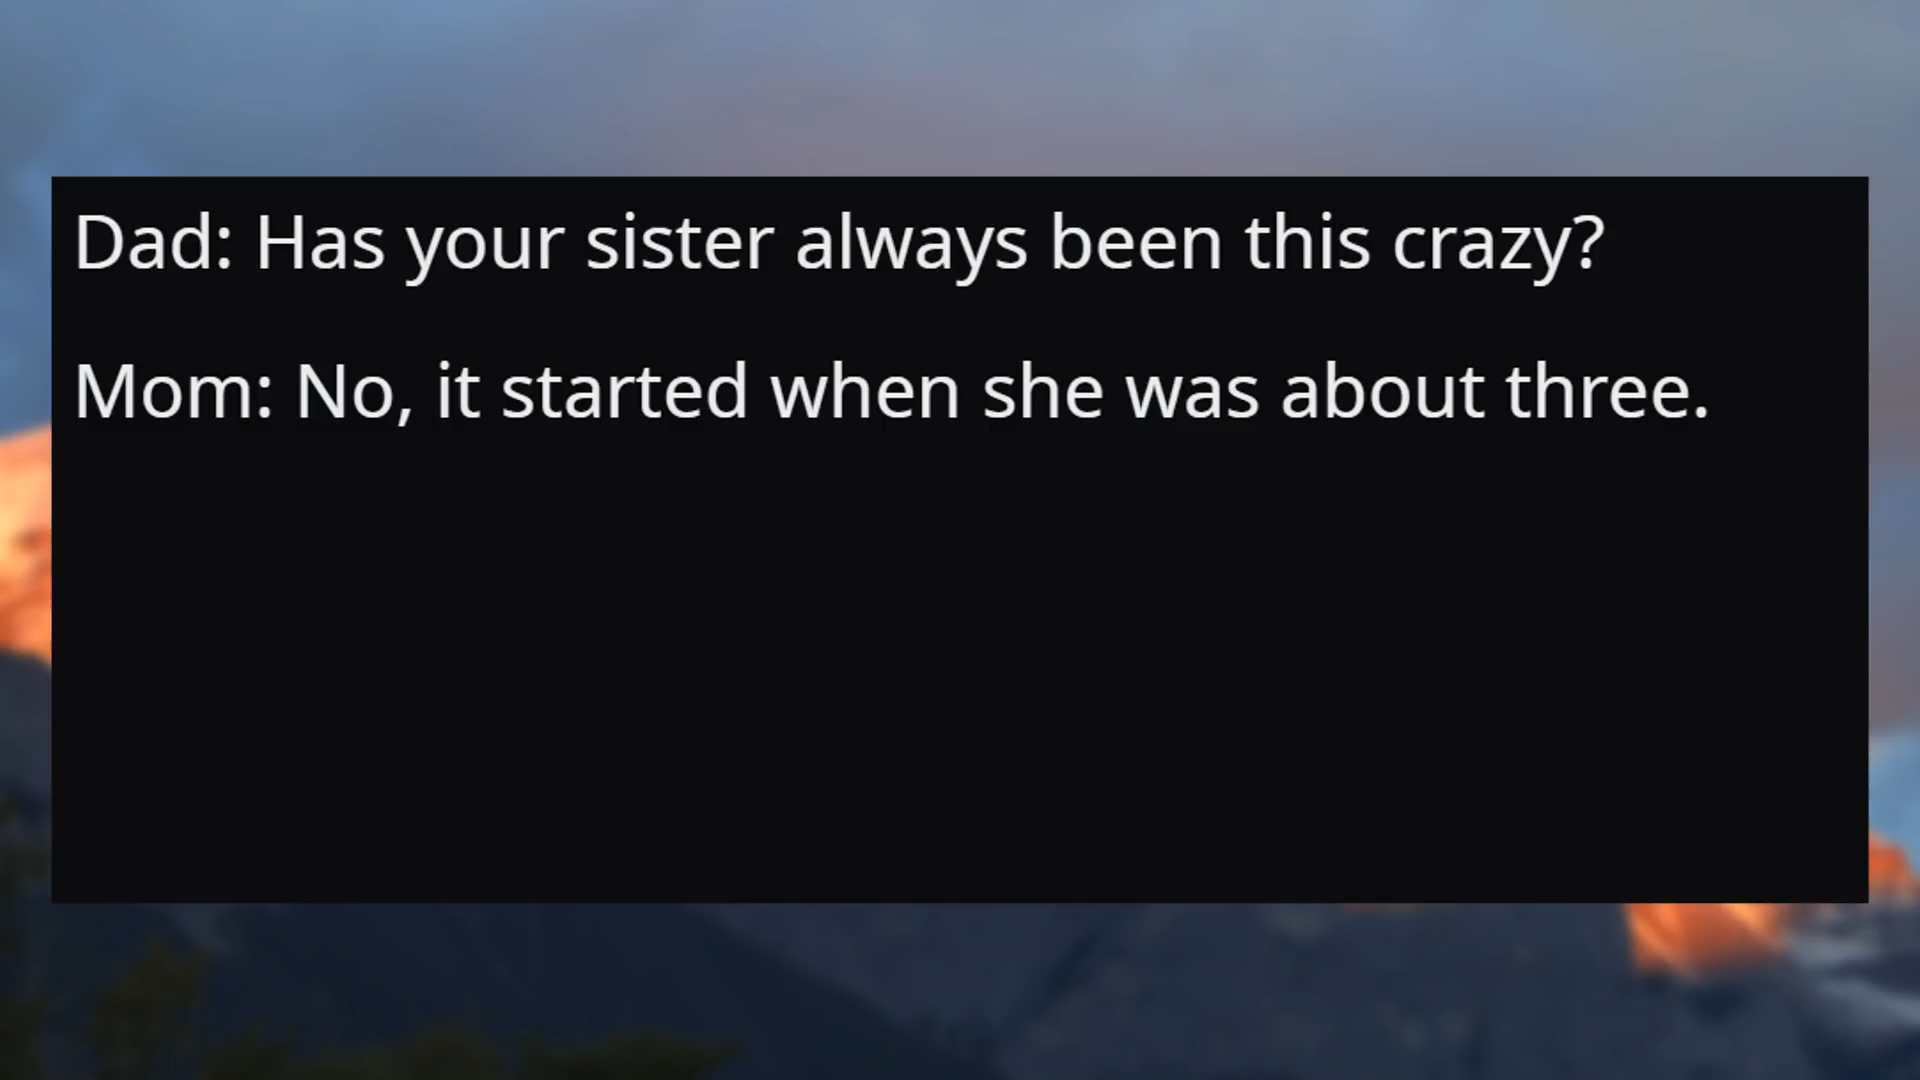 Dad: Has your sister always been this crazy?
Mom: No, it started when she was about three.